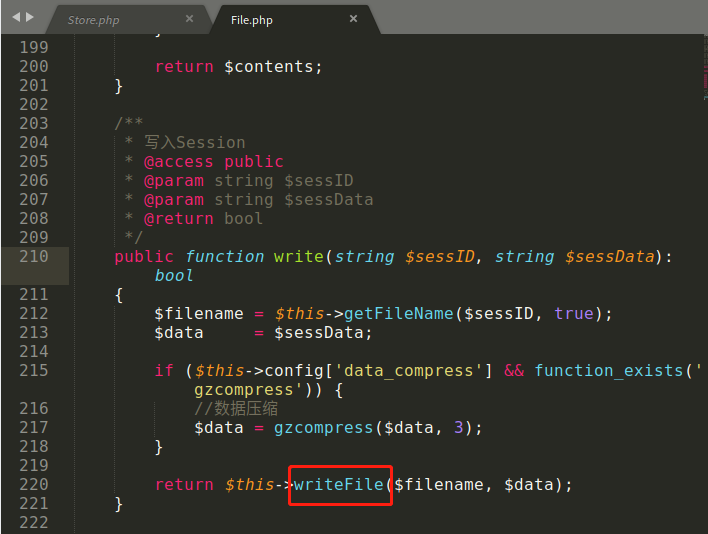 Store.php × File.php ×
199
200 return $contents;
201 }
202
203 /**
204 * 写入Session
205 * @access public
206 * @param string $sessID
207 * @param string $sessData
208 * @return bool
209 */
210 public function write(string $sessID, string $sessData):
bool
211 {
212 $filename = $this->getFileName($sessID, true);
213 $data     = $sessData;
214
215 if ($this->config['data_compress'] && function_exists('
gzcompress')) {
216 //数据压缩
217 $data = gzcompress($data, 3);
218 }
219
220 return $this->writeFile($filename, $data);
221 }
222